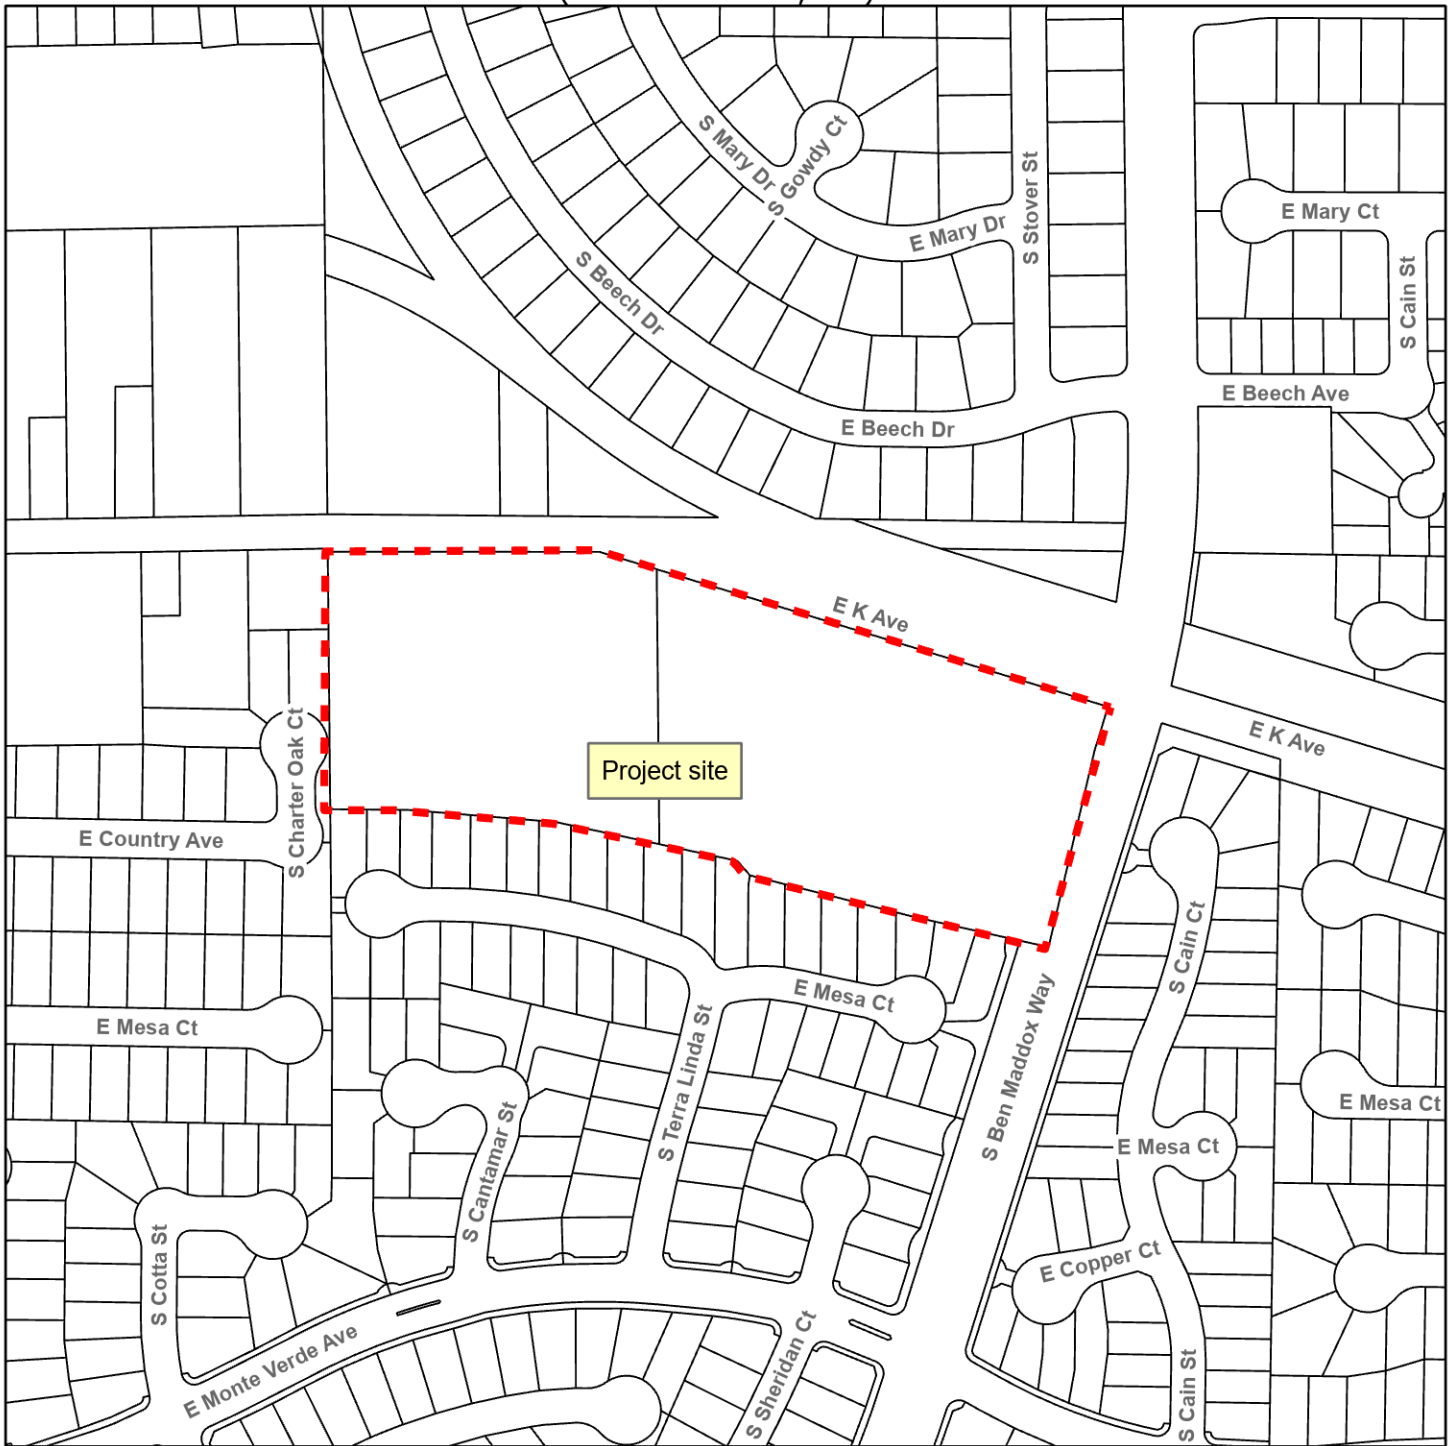 S Mary Dr
S Gowdy Ct
S Stover St
E Mary Dr
E Mary Ct
S Cain St
S Beech Dr
E Beech Ave
E Beech Dr
E K Ave
E K Ave
Project site
S Charter Oak Ct
E Country Ave
S Cain Ct
E Mesa Ct
E Mesa Ct
S Ben Maddox Way
S Terra Linda St
E Mesa Ct
E Mesa Ct
S Cantamar St
S Cotta St
E Copper Ct
E Monte Verde Ave
S Sheridan Ct
S Cain St